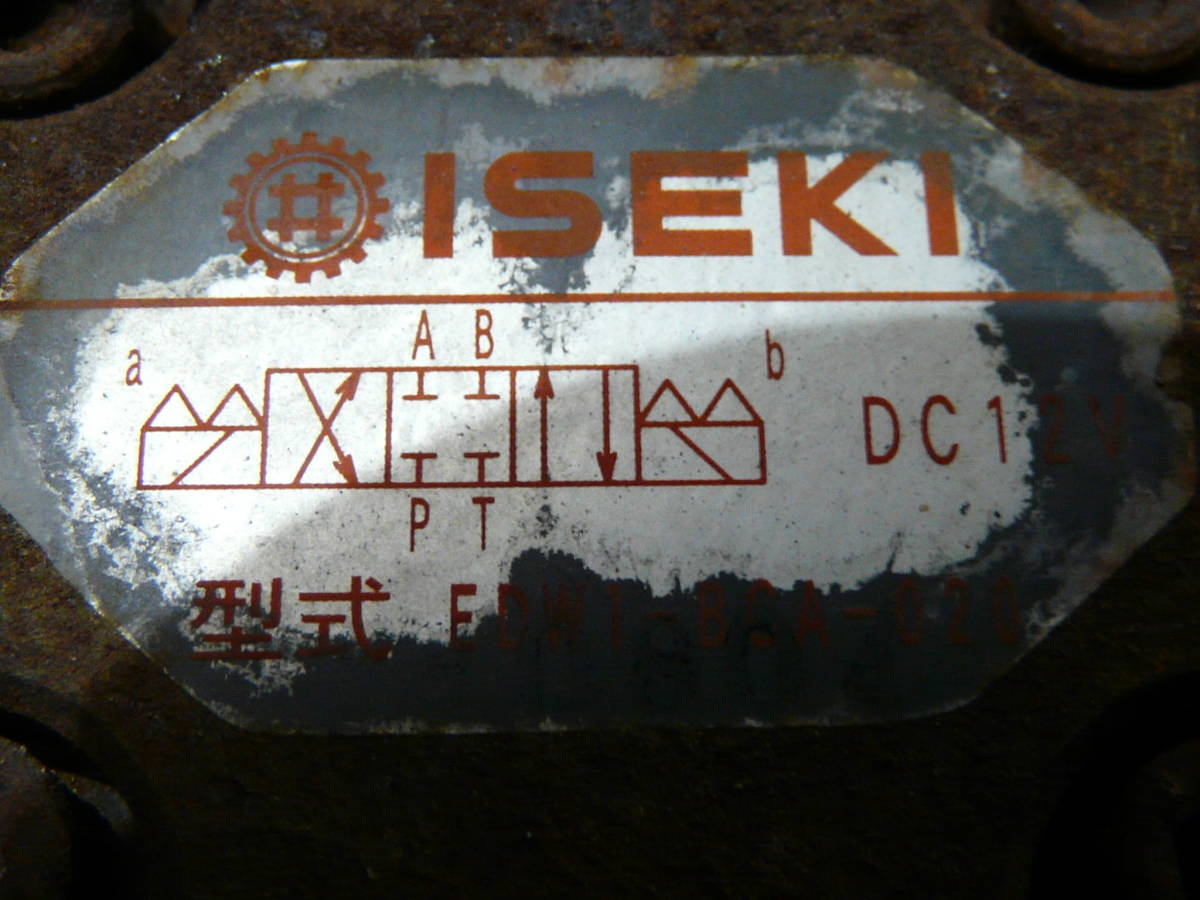 ISEKI
A B
a b
DC12V
P T
型式 EDW1-BCA-020